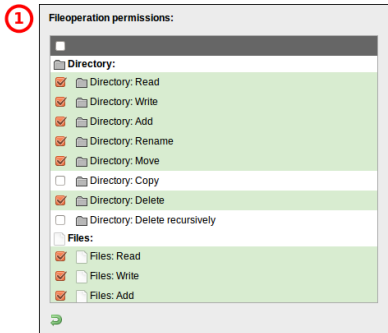 1
Fileoperation permissions:
Directory:
Directory: Read
Directory: Write
Directory: Add
Directory: Rename
Directory: Move
Directory: Copy
Directory: Delete
Directory: Delete recursively
Files:
Files: Read
Files: Write
Files: Add